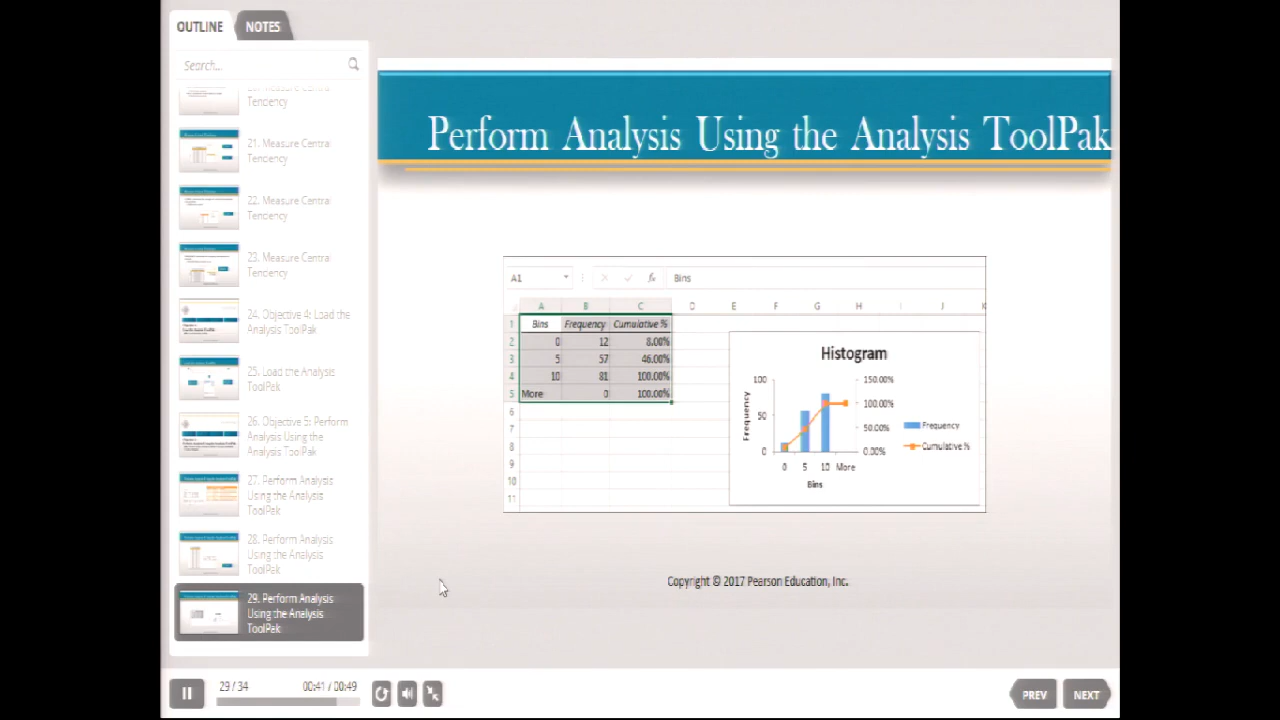 OUTLINE
NOTES
Search...
Tendency
21. Measure Central
Tendency
22. Measure Central
Tendency
23. Measure Central
Tendency
24. Objective 4: Load the
Analysis ToolPak
25. Load the Analysis
ToolPak
26. Objective 5: Perform
Analysis Using the
Analysis ToolPak
27. Perform Analysis
Using the Analysis
ToolPak
28. Perform Analysis
Using the Analysis
ToolPak
29. Perform Analysis
Using the Analysis
ToolPak
Perform Analysis Using the Analysis ToolPak
A1 fx Bins
A B C D E F G H I J K
1 Bins Frequency Cumulative %
2 0 12 8.00%
3 5 57 46.00%
4 10 81 100.00%
5 More 0 100.00%
6
7
8
9
10
11
Histogram
100 150.00%
100.00%
50 50.00%
0 0.00%
Frequency
0 5 10 More
Bins
Frequency
Cumulative %
Copyright © 2017 Pearson Education, Inc.
29 / 34 00:41 / 00:49
PREV NEXT